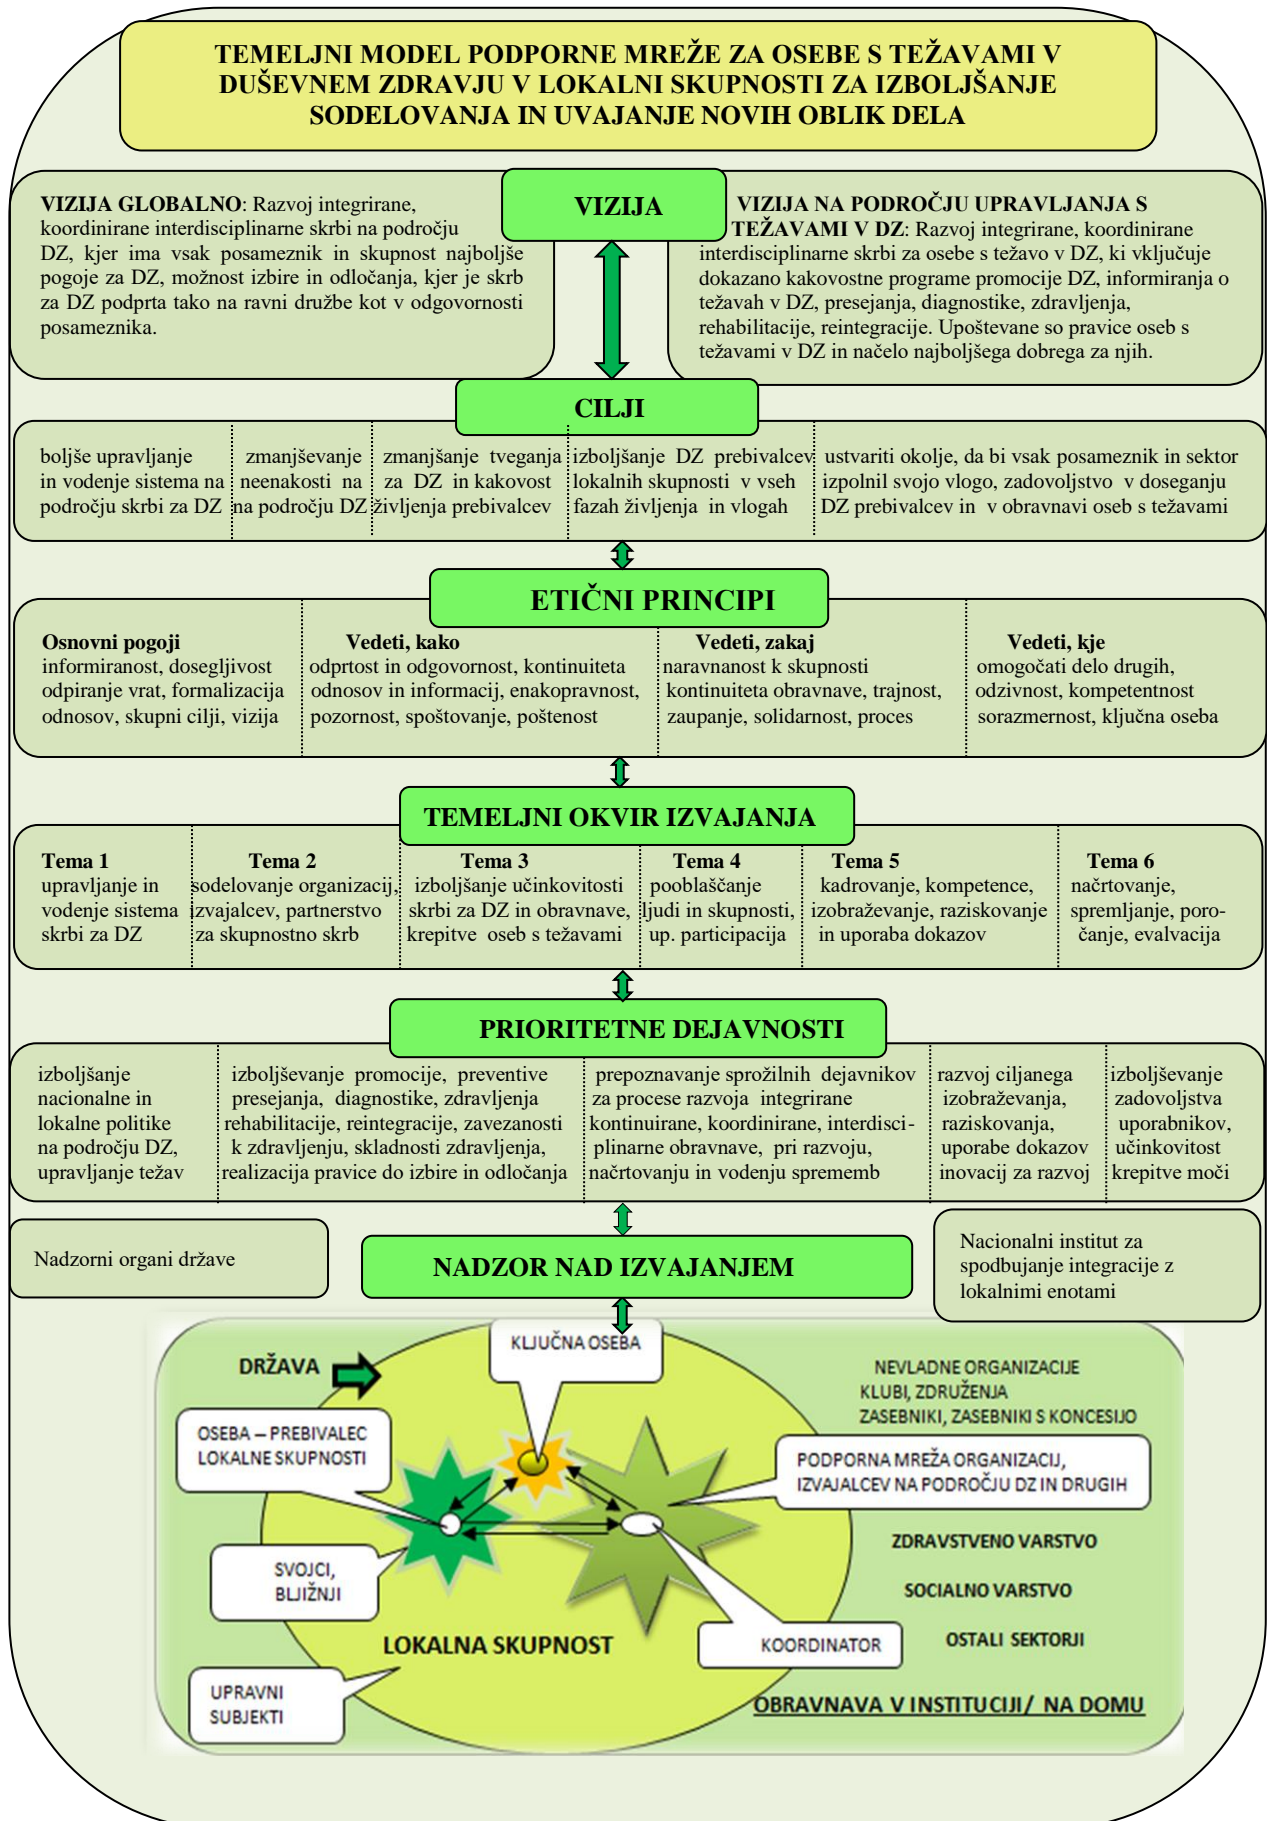 TEMELJNI MODEL PODPORNE MREŽE ZA OSEBE S TEŽAVAMI V
DUŠEVNEM ZDRAVJU V LOKALNI SKUPNOSTI ZA IZBOLJŠANJE
SODELOVANJA IN UVAJANJE NOVIH OBLIK DELA
VIZIJA
VIZIJA GLOBALNO: Razvoj integrirane,
koordinirane interdisciplinarne skrbi na področju
DZ, kjer ima vsak posameznik in skupnost najboljše
pogoje za DZ, možnost izbire in odločanja, kjer je skrb
za DZ podprta tako na ravni družbe kot v odgovornosti
posameznika.
VIZIJA NA PODROČJU UPRAVLJANJA S
TEŽAVAMI V DZ: Razvoj integrirane, koordinirane
interdisciplinarne skrbi za osebe s težavo v DZ, ki vključuje
dokazano kakovostne programe promocije DZ, informiranja o
težavah v DZ, presejanja, diagnostike, zdravljenja,
rehabilitacije, reintegracije. Upoštevane so pravice oseb s
težavami v DZ in načelo najboljšega dobrega za njih.
CILJI
boljše upravljanje
in vodenje sistema na
področju skrbi za DZ
zmanjševanje
neenakosti na
na področju DZ
zmanjšanje tveganja
za DZ in kakovost
življenja prebivalcev
izboljšanje DZ prebivalcev
lokalnih skupnosti v vseh
fazah življenja in vlogah
ustvariti okolje, da bi vsak posameznik in sektor
izpolnil svojo vlogo, zadovoljstvo v doseganju
DZ prebivalcev in v obravnavi oseb s težavami
ETIČNI PRINCIPI
Osnovni pogoji
informiranost, dosegljivost
odpiranje vrat, formalizacija
odnosov, skupni cilji, vizija
Vedeti, kako
odprtost in odgovornost, kontinuiteta
odnosov in informacij, enakopravnost,
pozornost, spoštovanje, poštenost
Vedeti, zakaj
naravnanost k skupnosti
kontinuiteta obravnave, trajnost,
zaupanje, solidarnost, proces
Vedeti, kje
omogočati delo drugih,
odzivnost, kompetentnost
sorazmernost, ključna oseba
TEMELJNI OKVIR IZVAJANJA
Tema 1
upravljanje in
vodenje sistema
skrbi za DZ
Tema 2
sodelovanje organizacij,
izvajalcev, partnerstvo
za skupnostno skrb
Tema 3
izboljšanje učinkovitosti
skrbi za DZ in obravnave,
krepitve oseb s težavami
Tema 4
pooblaščanje
ljudi in skupnosti,
up. participacija
Tema 5
kadrovanje, kompetence,
izobraževanje, raziskovanje
in uporaba dokazov
Tema 6
načrtovanje,
spremljanje, poro-
čanje, evalvacija
PRIORITETNE DEJAVNOSTI
izboljšanje
nacionalne in
lokalne politike
na področju DZ,
upravljanje težav
izboljševanje promocije, preventive
presejanja, diagnostike, zdravljenja
rehabilitacije, reintegracije, zavezanosti
k zdravljenju, skladnosti zdravljenja,
realizacija pravice do izbire in odločanja
prepoznavanje sprožilnih dejavnikov
za procese razvoja integrirane
kontinuirane, koordinirane, interdisci-
plinarne obravnave, pri razvoju,
načrtovanju in vodenju sprememb
razvoj ciljanega
izobraževanja,
raziskovanja,
uporabe dokazov
inovacij za razvoj
izboljševanje
zadovoljstva
uporabnikov,
učinkovitost
krepitve moči
Nadzorni organi države
NADZOR NAD IZVAJANJEM
Nacionalni institut za
spodbujanje integracije z
lokalnimi enotami
KLJUČNA OSEBA
DRŽAVA
NEVLADNE ORGANIZACIJE
KLUBI, ZDRUŽENJA
ZASEBNIKI, ZASEBNIKI S KONCESIJO
OSEBA – PREBIVALEC
LOKALNE SKUPNOSTI
PODPORNA MREŽA ORGANIZACIJ,
IZVAJALCEV NA PODROČJU DZ IN DRUGIH
ZDRAVSTVENO VARSTVO
SVOJCI,
BLJIŽNJI
SOCIALNO VARSTVO
LOKALNA SKUPNOST
KOORDINATOR
OSTALI SEKTORJI
UPRAVNI
SUBJEKTI
OBRAVNAVA V INSTITUCIJI/ NA DOMU